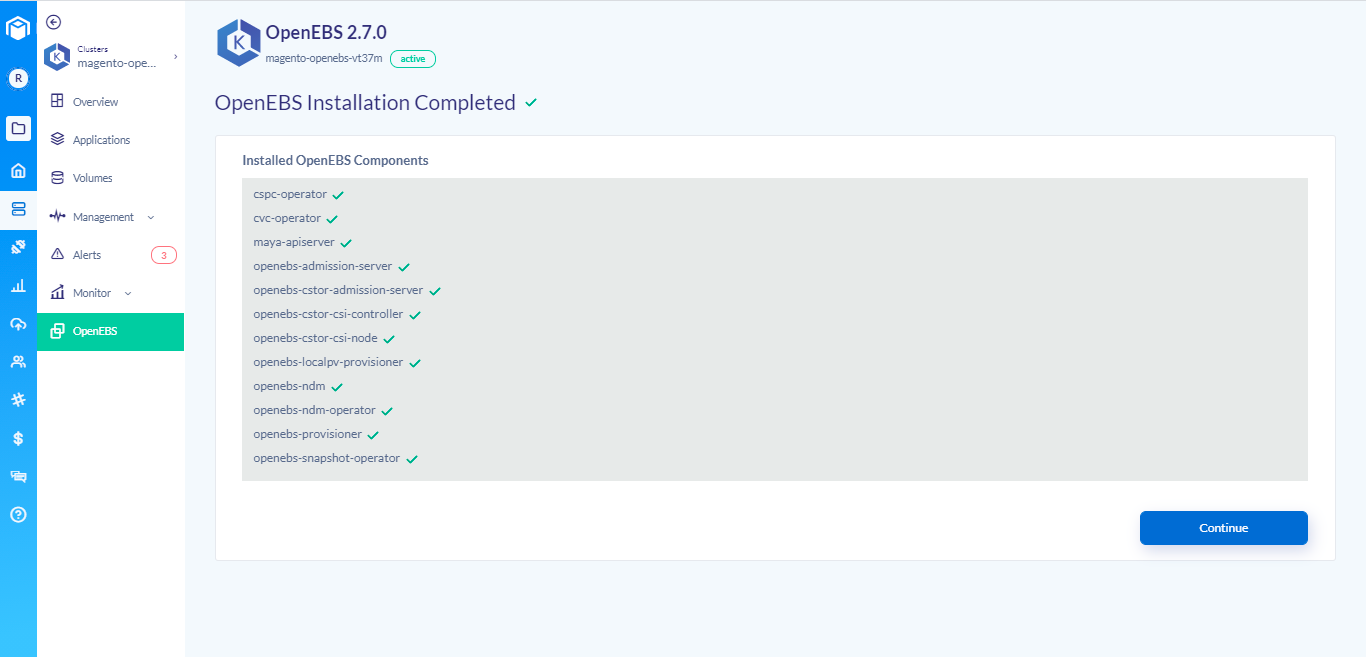 R
Clusters
magento-ope...
Overview
Applications
Volumes
Management
Alerts 3
Monitor
OpenEBS
K
OpenEBS 2.7.0
magento-openebs-vt37m active
OpenEBS Installation Completed
Installed OpenEBS Components
cspc-operator
cvc-operator
maya-apiserver
openebs-admission-server
openebs-cstor-admission-server
openebs-cstor-csi-controller
openebs-cstor-csi-node
openebs-localpv-provisioner
openebs-ndm
openebs-ndm-operator
openebs-provisioner
openebs-snapshot-operator
Continue